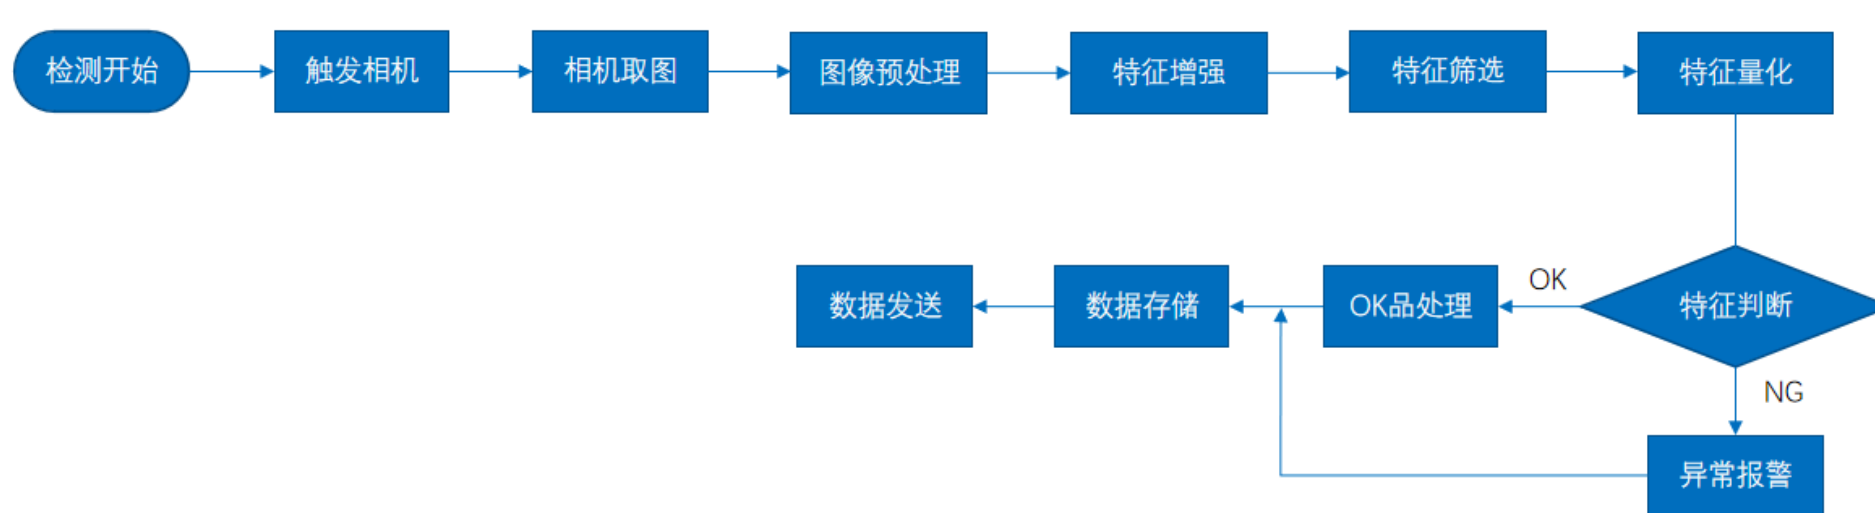 检测开始
触发相机
相机取图
图像预处理
特征增强
特征筛选
特征量化
数据发送
数据存储
OK品处理
OK
特征判断
NG
异常报警